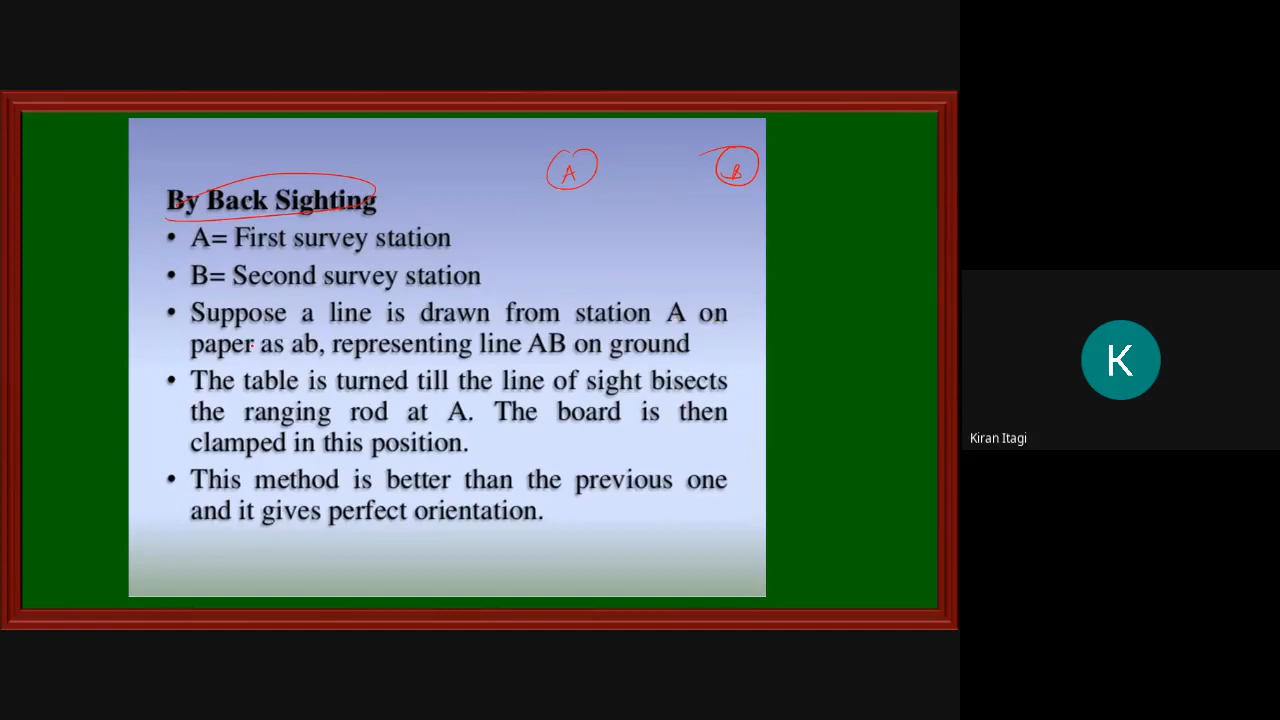 A
B
By Back Sighting
• A= First survey station
• B= Second survey station
• Suppose a line is drawn from station A on
paper as ab, representing line AB on ground
• The table is turned till the line of sight bisects
the ranging rod at A. The board is then
clamped in this position.
• This method is better than the previous one
and it gives perfect orientation.
K
Kiran Itagi